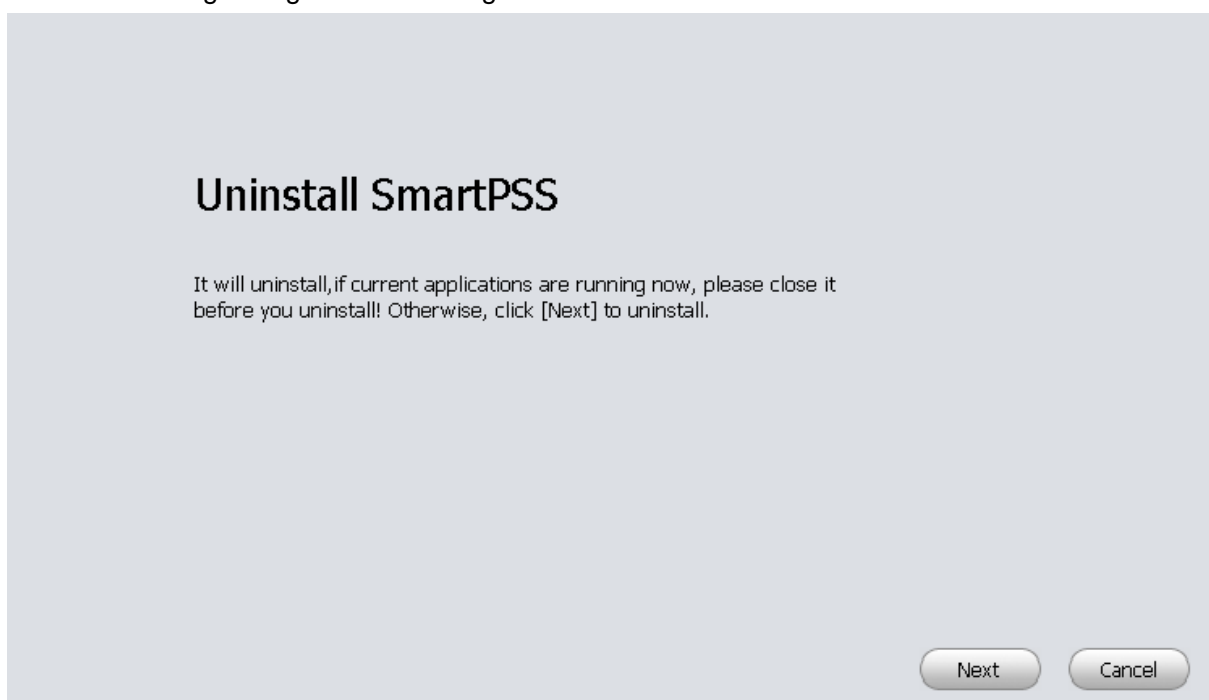 Uninstall SmartPSS
It will uninstall,if current applications are running now, please close it
before you uninstall! Otherwise, click [Next] to uninstall.
Next Cancel